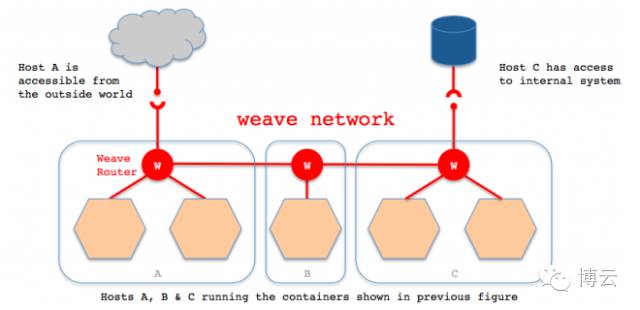 Host A is
accessible from
the outside world
Host C has access
to internal system
weave network
Weave
Router
W
W
W
A
B
C
Hosts A, B & C running the containers shown in previous figure
博云